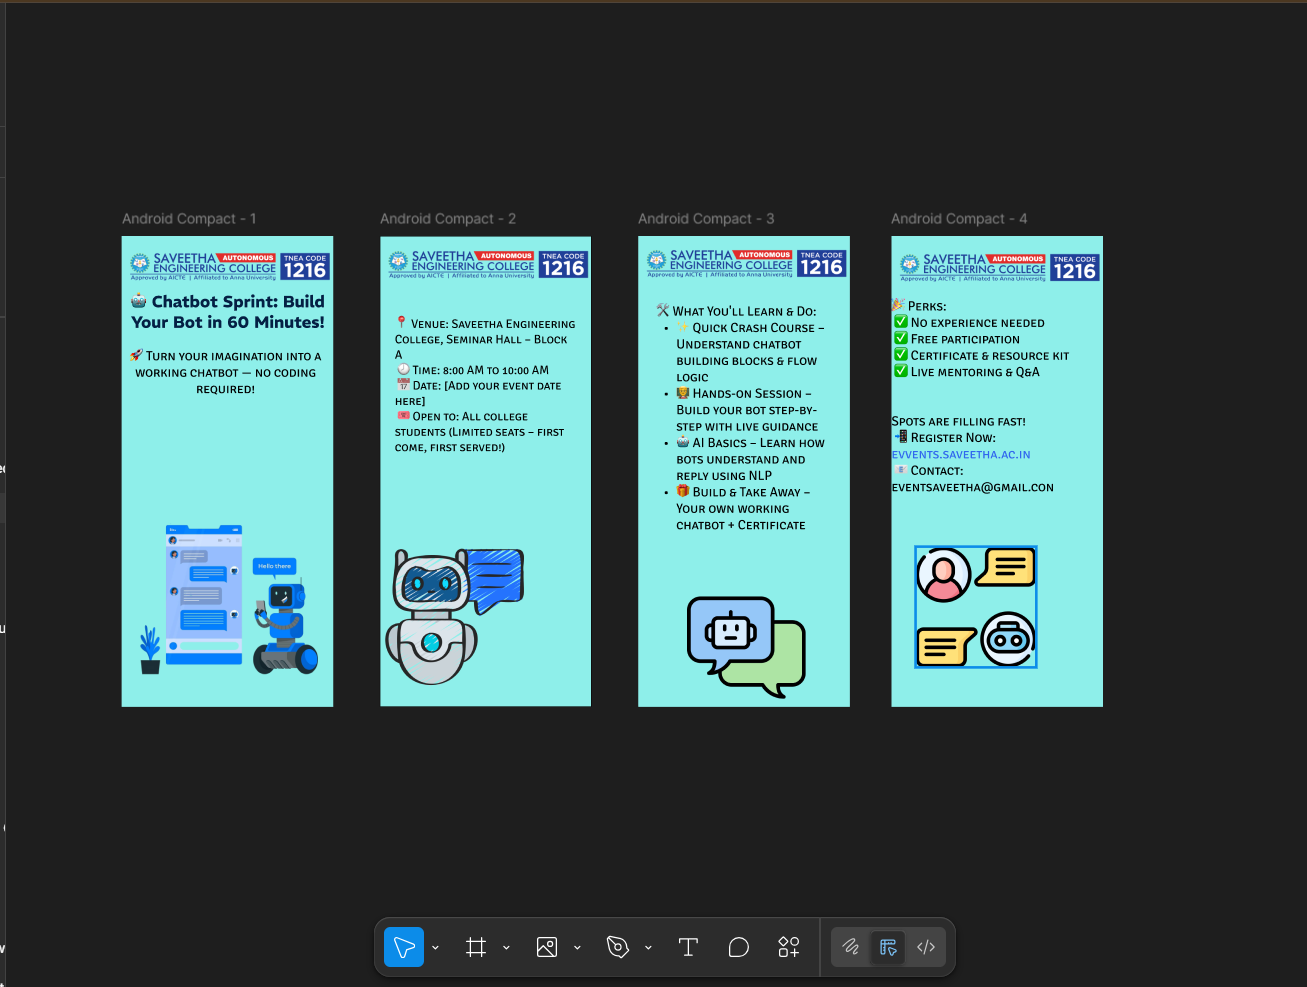 Android Compact - 1
SAVEETHA AUTONOMOUS
ENGINEERING COLLEGE
Approved by AICTE | Affiliated to Anna University
TNEA CODE
1216
🤖 Chatbot Sprint: Build
Your Bot in 60 Minutes!
🚀 Turn your imagination into a
working chatbot — no coding
required!
Hello there
Android Compact - 2
SAVEETHA AUTONOMOUS
ENGINEERING COLLEGE
Approved by AICTE | Affiliated to Anna University
TNEA CODE
1216
📍 Venue: Saveetha Engineering
College, Seminar Hall – Block
A
🕗 Time: 8:00 AM to 10:00 AM
📅 Date: [Add your event date
here]
🎟️ Open to: All college
students (Limited seats – first
come, first served!)
Android Compact - 3
SAVEETHA AUTONOMOUS
ENGINEERING COLLEGE
Approved by AICTE | Affiliated to Anna University
TNEA CODE
1216
🛠️ What You'll Learn & Do:
• ✨ Quick Crash Course –
Understand chatbot
building blocks & flow
logic
• 🧑‍🏫 Hands-on Session –
Build your bot step-by-
step with live guidance
• 🤖 AI Basics – Learn how
bots understand and
reply using NLP
• 🎁 Build & Take Away –
Your own working
chatbot + Certificate
Android Compact - 4
SAVEETHA AUTONOMOUS
ENGINEERING COLLEGE
Approved by AICTE | Affiliated to Anna University
TNEA CODE
1216
🎉 Perks:
✅ No experience needed
✅ Free participation
✅ Certificate & resource kit
✅ Live mentoring & Q&A
Spots are filling fast!
📲 Register Now:
evvents.saveetha.ac.in
📧 Contact:
eventsaveetha@gmail.con